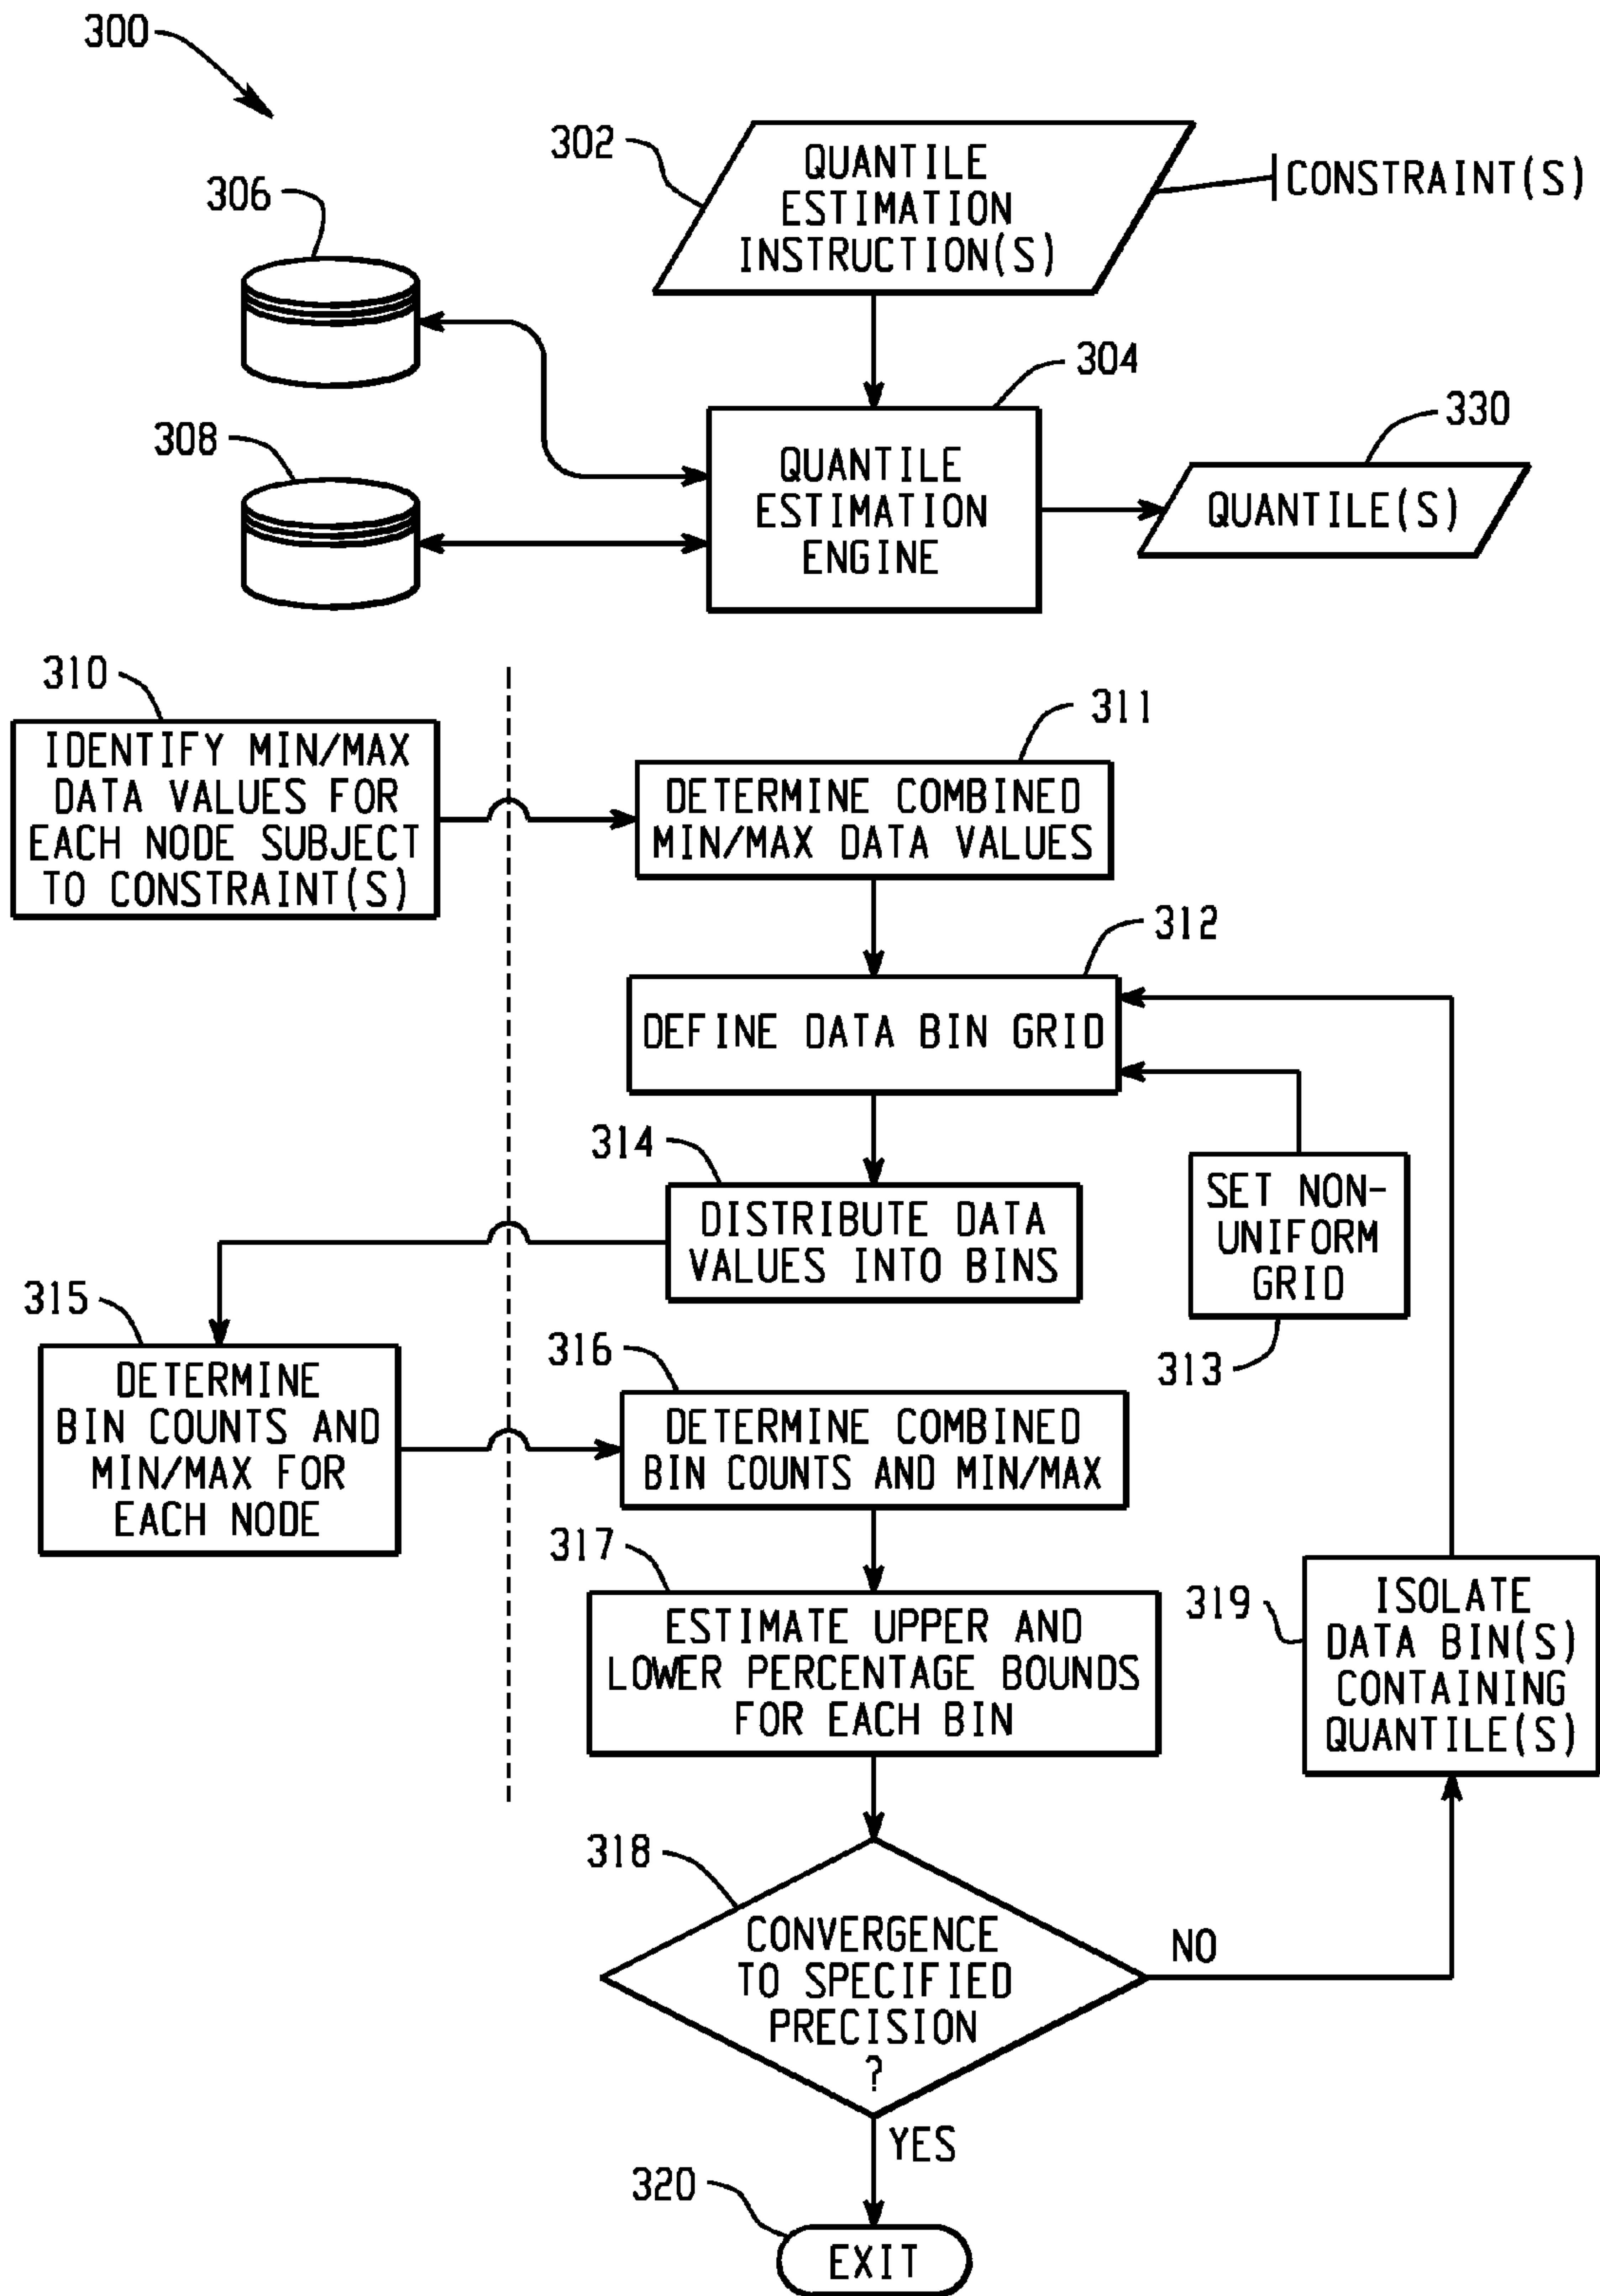 300
302
QUANTILE
ESTIMATION
INSTRUCTION(S)
CONSTRAINT(S)
306
304
308
QUANTILE
ESTIMATION
ENGINE
330
QUANTILE(S)
310
IDENTIFY MIN/MAX
DATA VALUES FOR
EACH NODE SUBJECT
TO CONSTRAINT(S)
311
DETERMINE COMBINED
MIN/MAX DATA VALUES
312
DEFINE DATA BIN GRID
314
DISTRIBUTE DATA
VALUES INTO BINS
SET NON-
UNIFORM
GRID
313
315
DETERMINE
BIN COUNTS AND
MIN/MAX FOR
EACH NODE
316
DETERMINE COMBINED
BIN COUNTS AND MIN/MAX
317
ESTIMATE UPPER AND
LOWER PERCENTAGE BOUNDS
FOR EACH BIN
319
ISOLATE
DATA BIN(S)
CONTAINING
QUANTILE(S)
318
CONVERGENCE
TO SPECIFIED
PRECISION
?
NO
YES
320
EXIT